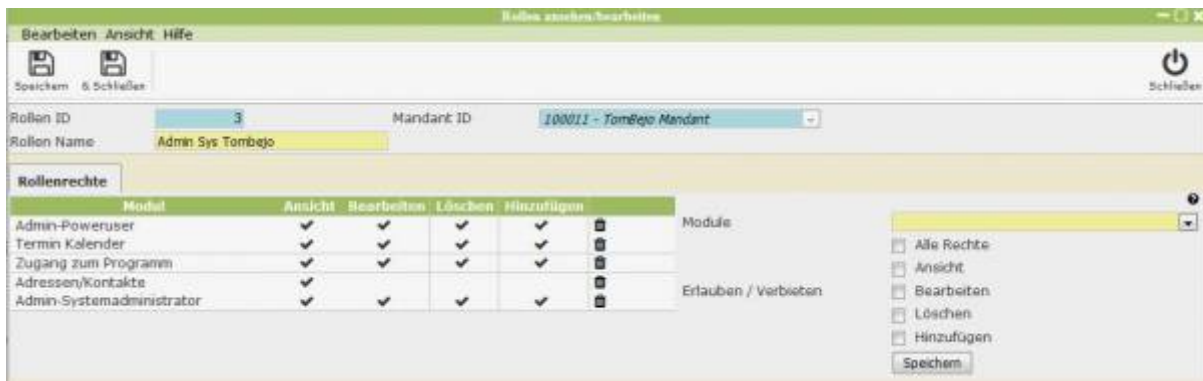 Rollen ansehen/bearbeiten
Bearbeiten Ansicht Hilfe
Speichern & Schließen Schließen
Rollen ID 3 Mandant ID 100011 - TomBejo Mandant
Rollen Name Admin Sys Tombejo
Rollenrechte
Modul Ansicht Bearbeiten Löschen Hinzufügen
Admin-Poweruser
Termin Kalender
Zugang zum Programm
Adressen/Kontakte
Admin-Systemadministrator
Module
Alle Rechte
Ansicht
Erlauben / Verbieten
Bearbeiten
Löschen
Hinzufügen
Speichern